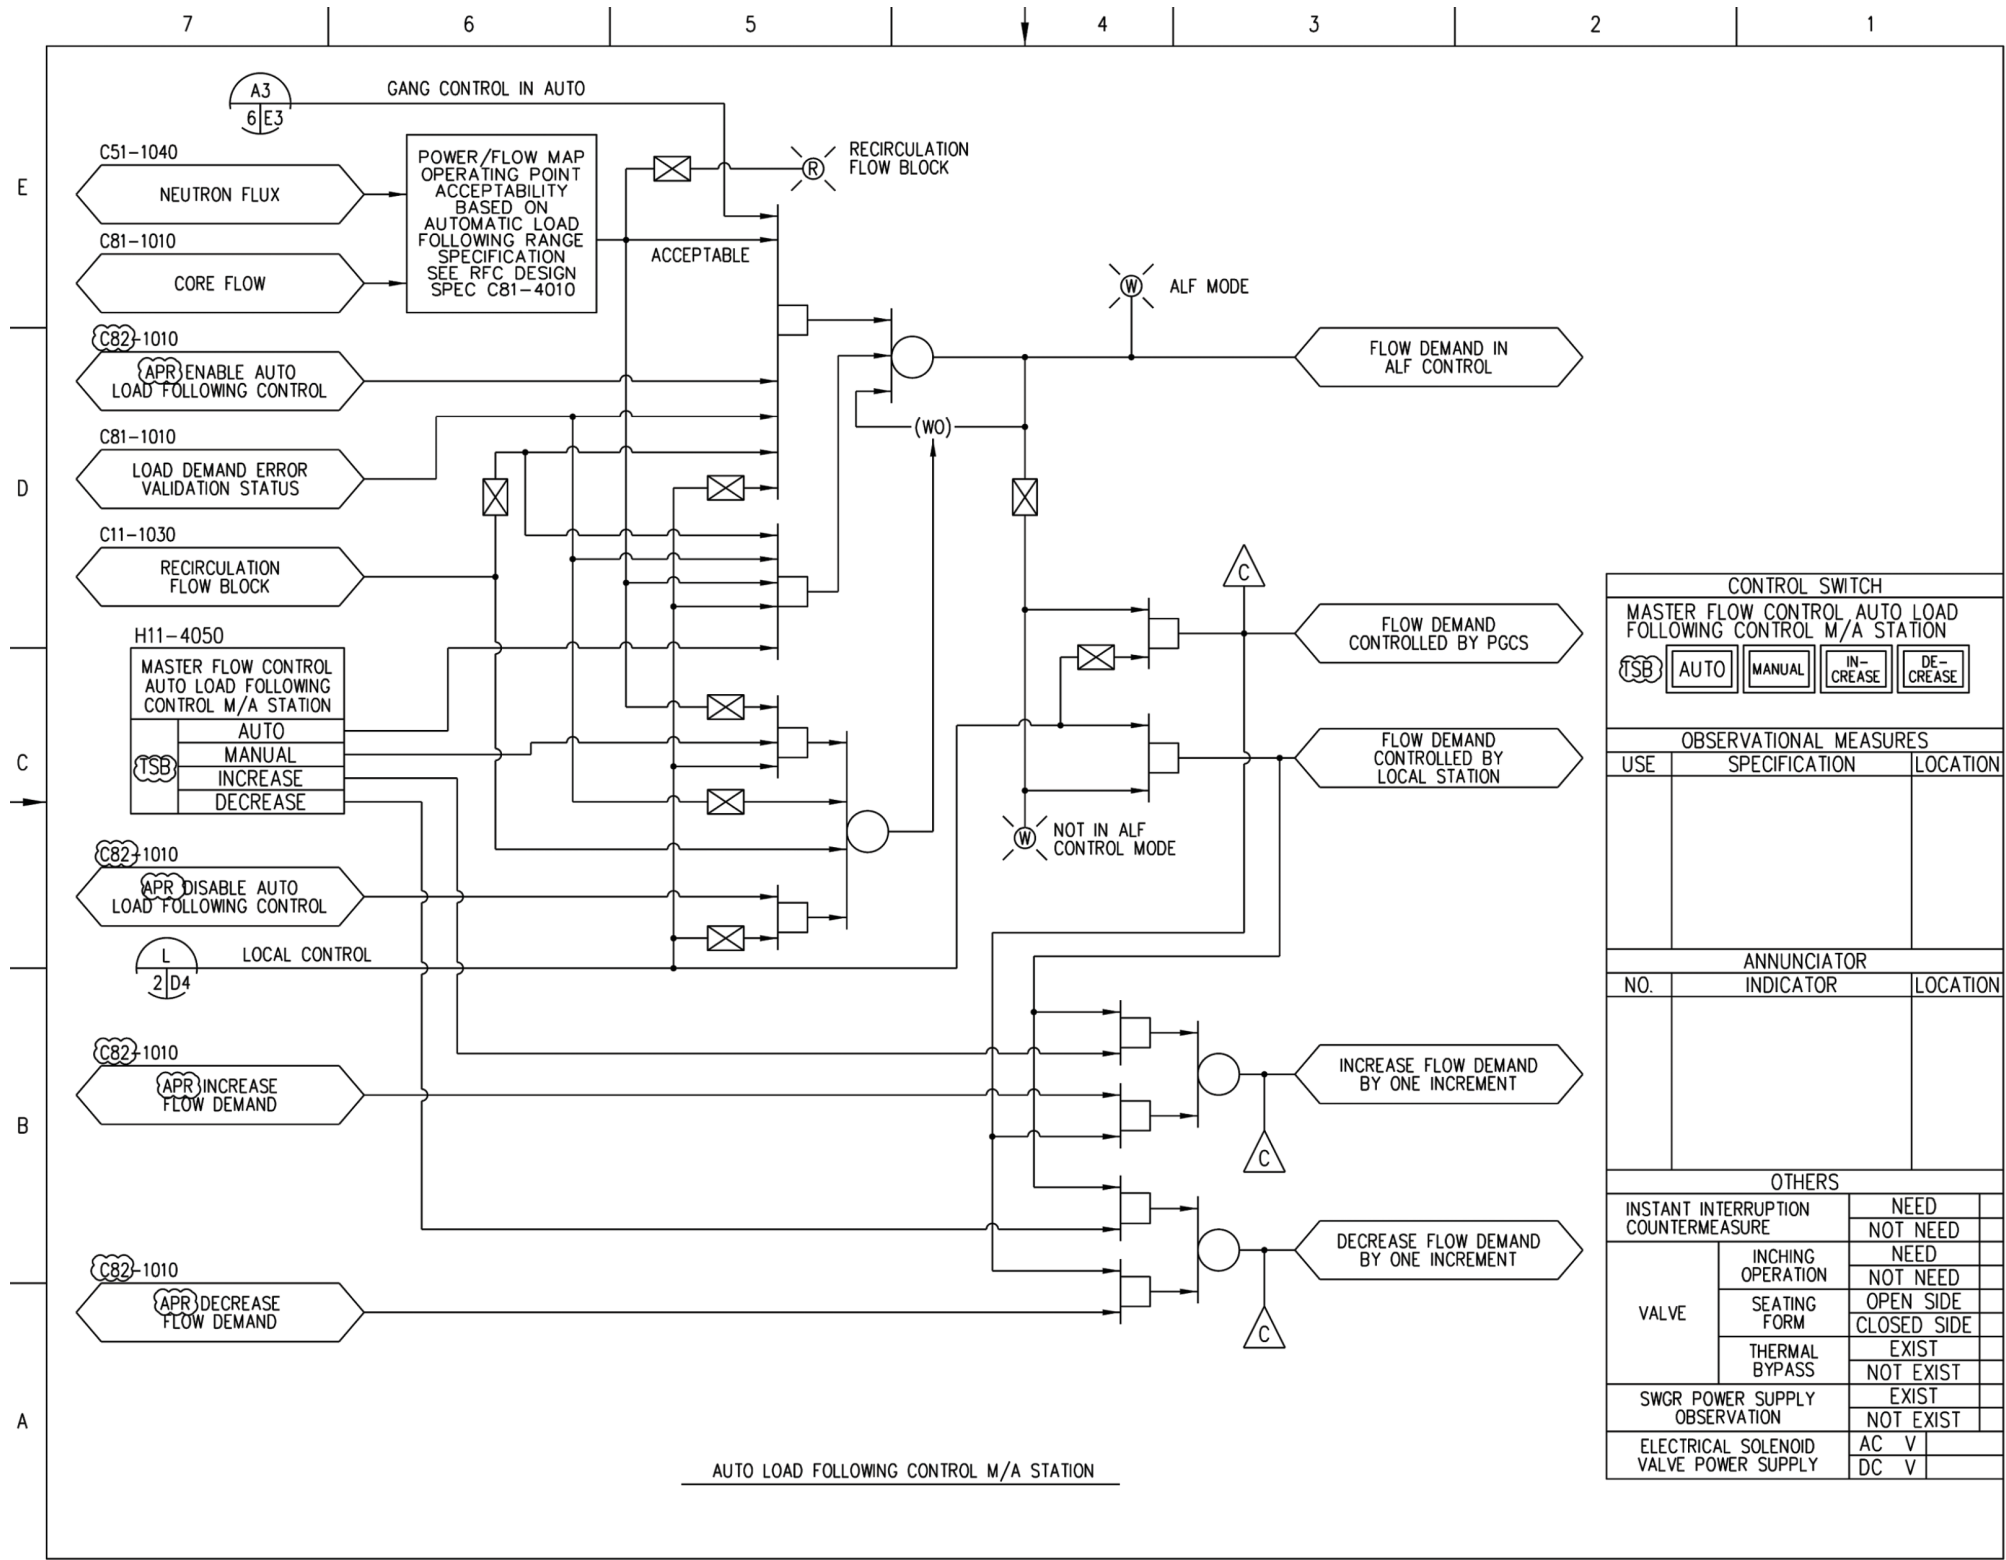 7 6 5 4 3 2 1
E
D
C
B
A
A3
6 E3
GANG CONTROL IN AUTO
C51-1040
NEUTRON FLUX
C81-1010
CORE FLOW
POWER/FLOW MAP
OPERATING POINT
ACCEPTABILITY
BASED ON
AUTOMATIC LOAD
FOLLOWING RANGE
SPECIFICATION
SEE RFC DESIGN
SPEC C81-4010
R
RECIRCULATION
FLOW BLOCK
ACCEPTABLE
C82-1010
APR ENABLE AUTO
LOAD FOLLOWING CONTROL
C81-1010
LOAD DEMAND ERROR
VALIDATION STATUS
C11-1030
RECIRCULATION
FLOW BLOCK
H11-4050
MASTER FLOW CONTROL
AUTO LOAD FOLLOWING
CONTROL M/A STATION
TSB
AUTO
MANUAL
INCREASE
DECREASE
C82-1010
APR DISABLE AUTO
LOAD FOLLOWING CONTROL
L
2 D4
LOCAL CONTROL
C82-1010
APR INCREASE
FLOW DEMAND
C82-1010
APR DECREASE
FLOW DEMAND
W
ALF MODE
FLOW DEMAND IN
ALF CONTROL
(WO)
C
FLOW DEMAND
CONTROLLED BY PGCS
FLOW DEMAND
CONTROLLED BY
LOCAL STATION
W
NOT IN ALF
CONTROL MODE
INCREASE FLOW DEMAND
BY ONE INCREMENT
C
DECREASE FLOW DEMAND
BY ONE INCREMENT
C
CONTROL SWITCH
MASTER FLOW CONTROL AUTO LOAD
FOLLOWING CONTROL M/A STATION
TSB
AUTO
MANUAL
IN-
CREASE
DE-
CREASE
OBSERVATIONAL MEASURES
USE SPECIFICATION LOCATION
ANNUNCIATOR
NO. INDICATOR LOCATION
OTHERS
INSTANT INTERRUPTION
COUNTERMEASURE
NEED
NOT NEED
VALVE
INCHING
OPERATION
NEED
NOT NEED
SEATING
FORM
OPEN SIDE
CLOSED SIDE
THERMAL
BYPASS
EXIST
NOT EXIST
SWGR POWER SUPPLY
OBSERVATION
EXIST
NOT EXIST
ELECTRICAL SOLENOID
VALVE POWER SUPPLY
AC V
DC V
AUTO LOAD FOLLOWING CONTROL M/A STATION